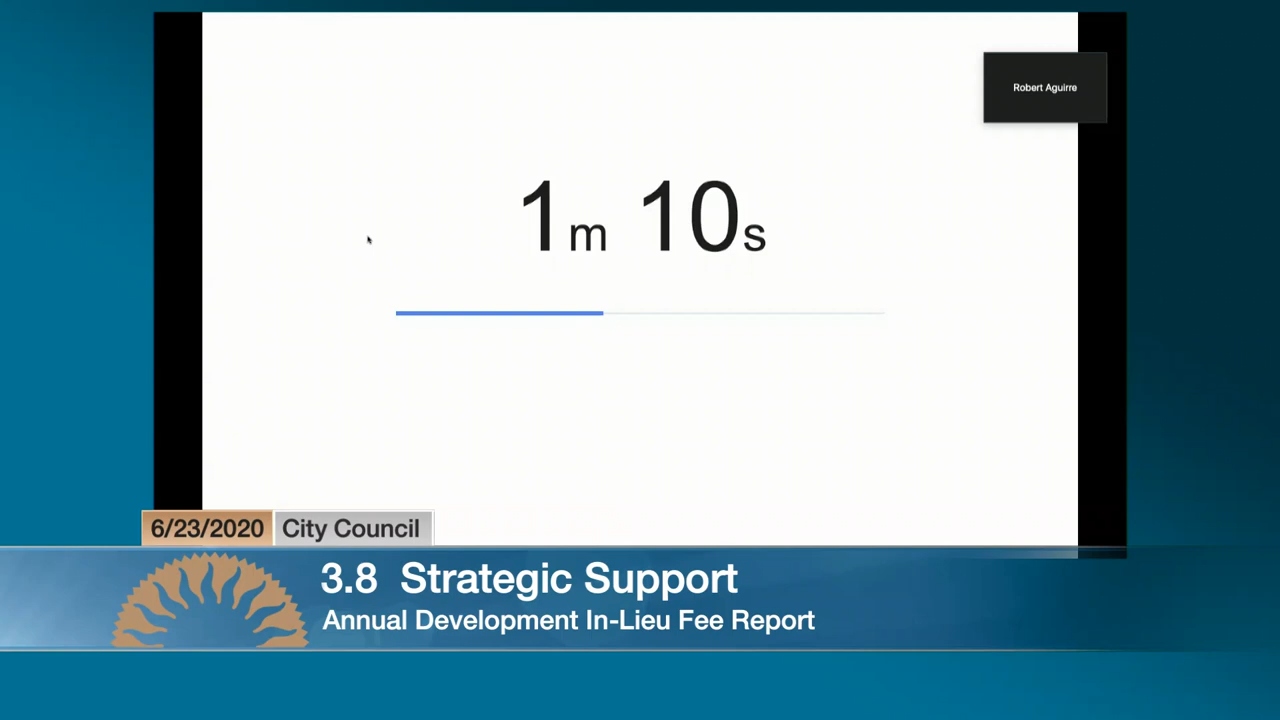 Robert Aguirre
1m 10s
6/23/2020 City Council
3.8 Strategic Support
Annual Development In-Lieu Fee Report